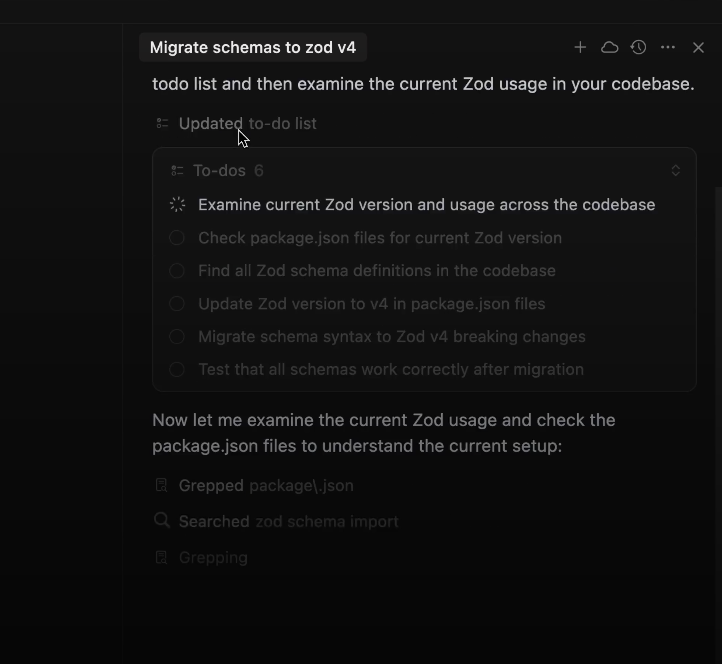 Migrate schemas to zod v4
todo list and then examine the current Zod usage in your codebase.
Updated to-do list
To-dos 6
Examine current Zod version and usage across the codebase
Check package.json files for current Zod version
Find all Zod schema definitions in the codebase
Update Zod version to v4 in package.json files
Migrate schema syntax to Zod v4 breaking changes
Test that all schemas work correctly after migration
Now let me examine the current Zod usage and check the
package.json files to understand the current setup:
Grepped package\.json
Searched zod schema import
Grepping